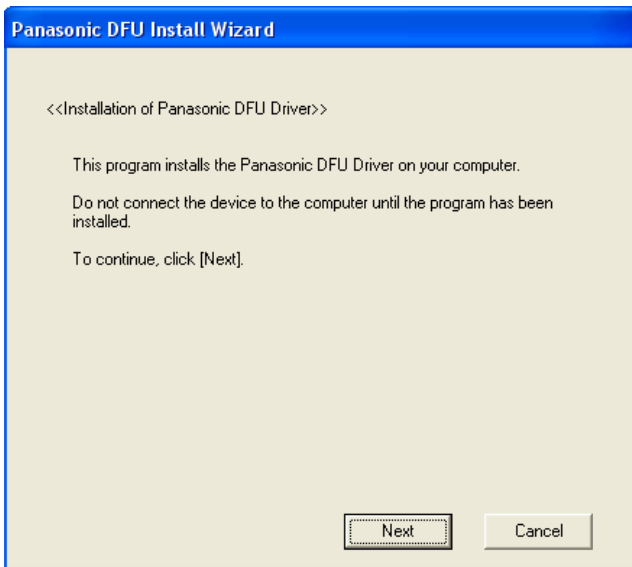 Panasonic DFU Install Wizard
<<Installation of Panasonic DFU Driver>>
This program installs the Panasonic DFU Driver on your computer.
Do not connect the device to the computer until the program has been
installed.
To continue, click [Next].
Next
Cancel